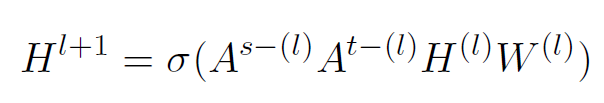 H^{l+1} = σ(A^{s−(l)} A^{t−(l)} H^{(l)} W^{(l)})